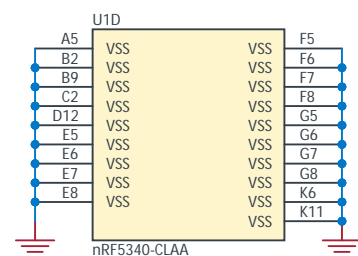 U1D
A5 VSS VSS F5
B2 VSS VSS F6
B9 VSS VSS F7
C2 VSS VSS F8
D12 VSS VSS G5
E5 VSS VSS G6
E6 VSS VSS G7
E7 VSS VSS G8
E8 VSS VSS K6
VSS K11
nRF5340-CLAA